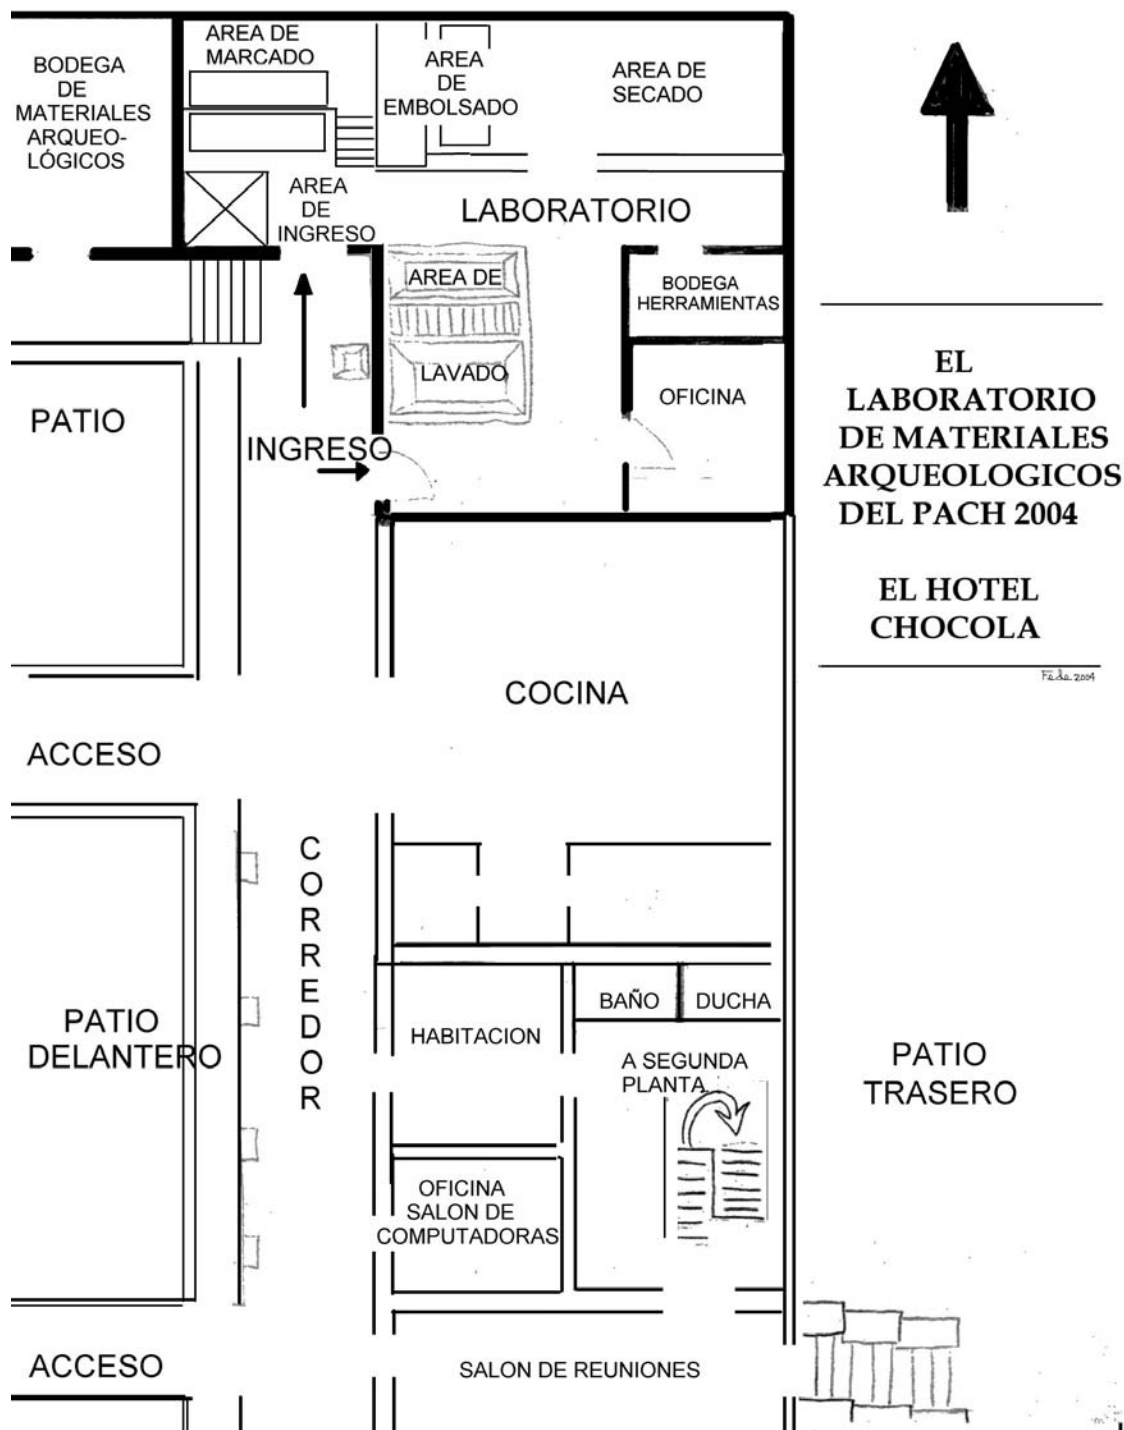 AREA DE
MARCADO
BODEGA
DE
MATERIALES
ARQUEO-
LÓGICOS
AREA
DE
EMBOLSADO
AREA DE
SECADO
AREA
DE
INGRESO
LABORATORIO
AREA DE
LAVADO
BODEGA
HERRAMIENTAS
OFICINA
PATIO
INGRESO
EL
LABORATORIO
DE MATERIALES
ARQUEOLOGICOS
DEL PACH 2004
EL HOTEL
CHOCOLA
Fede 2004
COCINA
ACCESO
CORREDOR
PATIO
DELANTERO
HABITACION
BAÑO
DUCHA
A SEGUNDA
PLANTA
PATIO
TRASERO
OFICINA
SALON DE
COMPUTADORAS
ACCESO
SALON DE REUNIONES